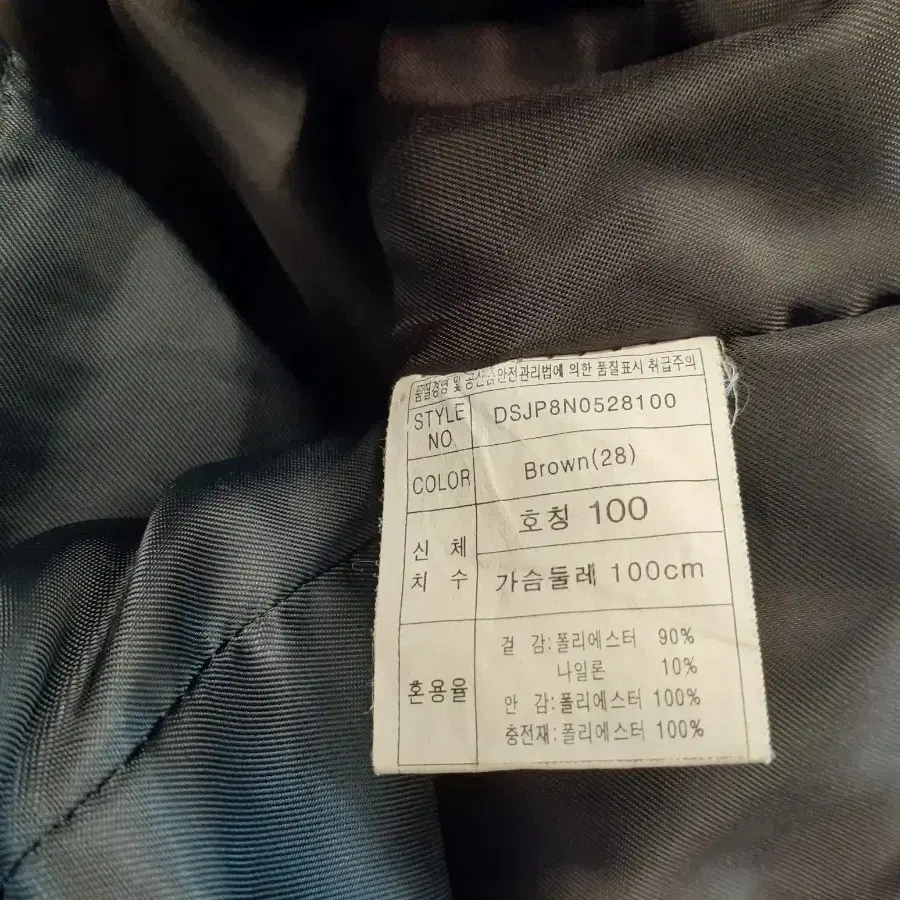 품질경영 및 공산품안전관리법에 의한 품질표시 취급주의
STYLE NO DSJP8N0528100
COLOR Brown(28)
신체 치수 호칭 100
가슴둘레 100cm
혼용율 겉 감:폴리에스터 90%
나일론 10%
안 감:폴리에스터 100%
충전재:폴리에스터 100%